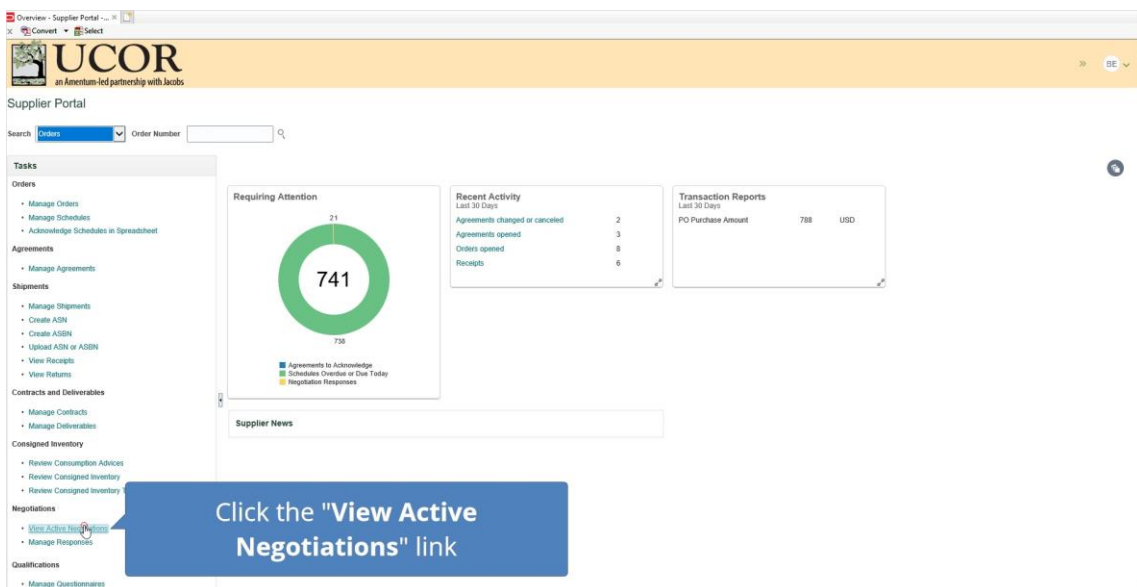 Overview - Supplier Portal -...
x Convert Select
UCOR
an Amentum-led partnership with Jacobs
BE
Supplier Portal
Search Orders Order Number
Tasks
Orders
• Manage Orders
• Manage Schedules
• Acknowledge Schedules in Spreadsheet
Agreements
• Manage Agreements
Shipments
• Manage Shipments
• Create ASN
• Create ASBN
• Upload ASN or ASBN
• View Receipts
• View Returns
Contracts and Deliverables
• Manage Contracts
• Manage Deliverables
Consigned Inventory
• Review Consumption Advices
• Review Consigned Inventory
• Review Consigned Inventory T
Negotiations
• View Active Negotiations
• Manage Responses
Qualifications
• Manage Questionnaires
Requiring Attention
21
741
738
Agreements to Acknowledge
Schedules Overdue or Due Today
Negotiation Responses
Recent Activity
Last 30 Days
Agreements changed or canceled 2
Agreements opened 3
Orders opened 8
Receipts 6
Transaction Reports
Last 30 Days
PO Purchase Amount 788 USD
Supplier News
Click the "View Active
Negotiations" link